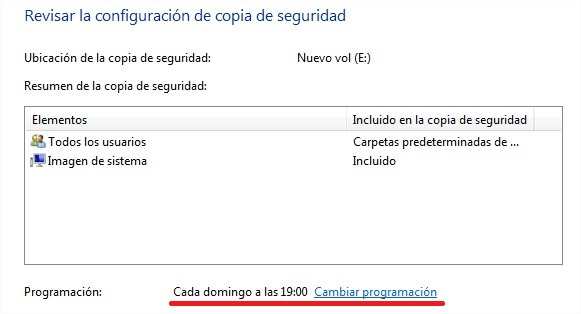 Revisar la configuración de copia de seguridad
Ubicación de la copia de seguridad: Nuevo vol (E:)
Resumen de la copia de seguridad:
Elementos Incluido en la copia de seguridad
Todos los usuarios Carpetas predeterminadas de ...
Imagen de sistema Incluido
Programación: Cada domingo a las 19:00 Cambiar programación